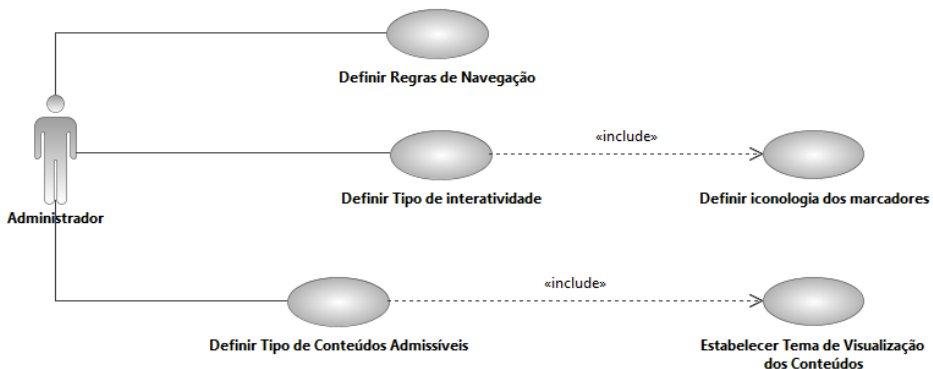 Definir Regras de Navegação
«include»
Definir Tipo de interatividade
Definir iconologia dos marcadores
Administrador
«include»
Definir Tipo de Conteúdos Admissíveis
Estabelecer Tema de Visualização
dos Conteúdos